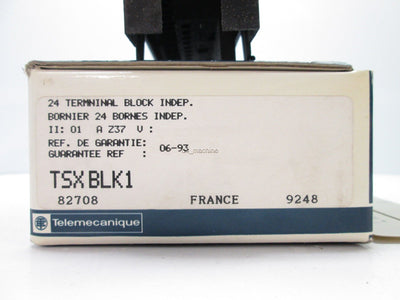 24 TERMNINAL BLOCK INDEP.
BORNIER 24 BORNES INDEP.
II: 01 A Z37 V :
REF. DE GARANTIE:
GUARANTEE REF : 06-93
TSX BLK1
82708 FRANCE 9248
Telemecanique